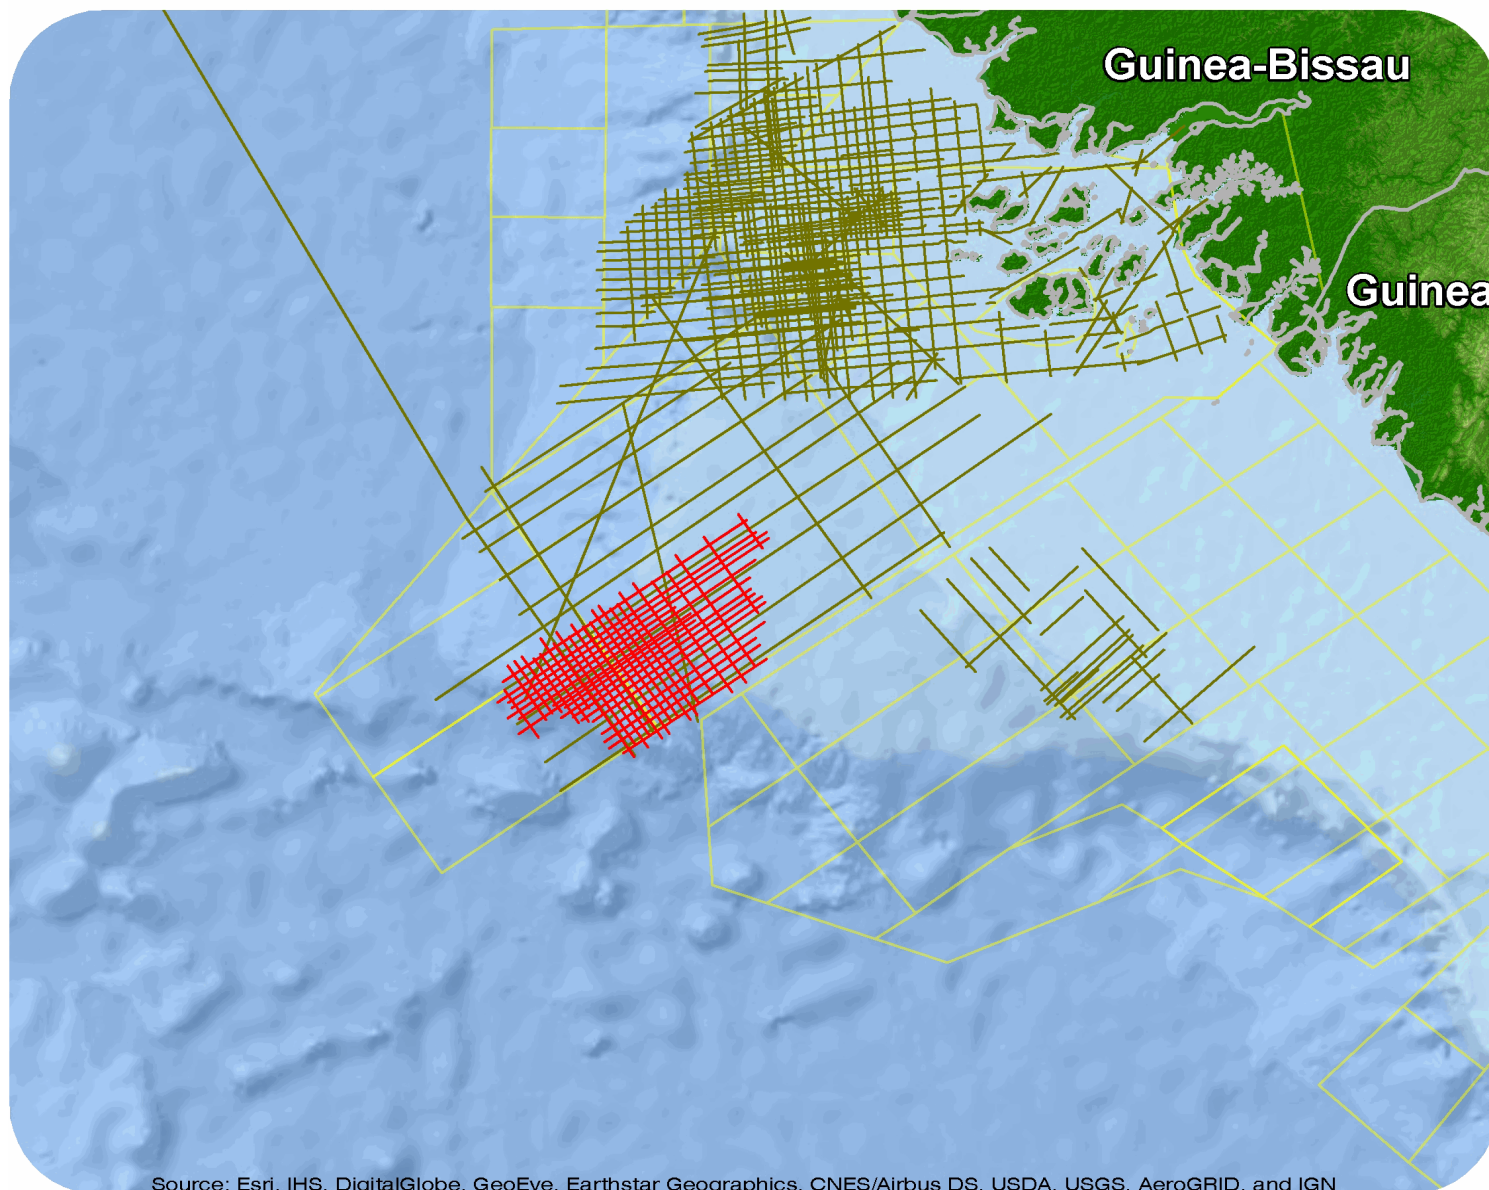 Guinea-Bissau
Guinea
Source: Esri, IHS, DigitalGlobe, GeoEye, Earthstar Geographics, CNES/Airbus DS, USDA, USGS, AeroGRID, and IGN